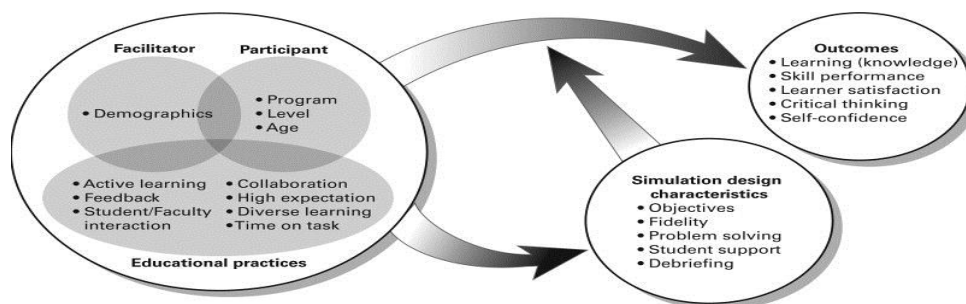 Facilitator
Participant
• Demographics
• Program
• Level
• Age
• Active learning
• Feedback
• Student/Faculty
interaction
• Collaboration
• High expectation
• Diverse learning
• Time on task
Educational practices
Outcomes
• Learning (knowledge)
• Skill performance
• Learner satisfaction
• Critical thinking
• Self-confidence
Simulation design
characteristics
• Objectives
• Fidelity
• Problem solving
• Student support
• Debriefing